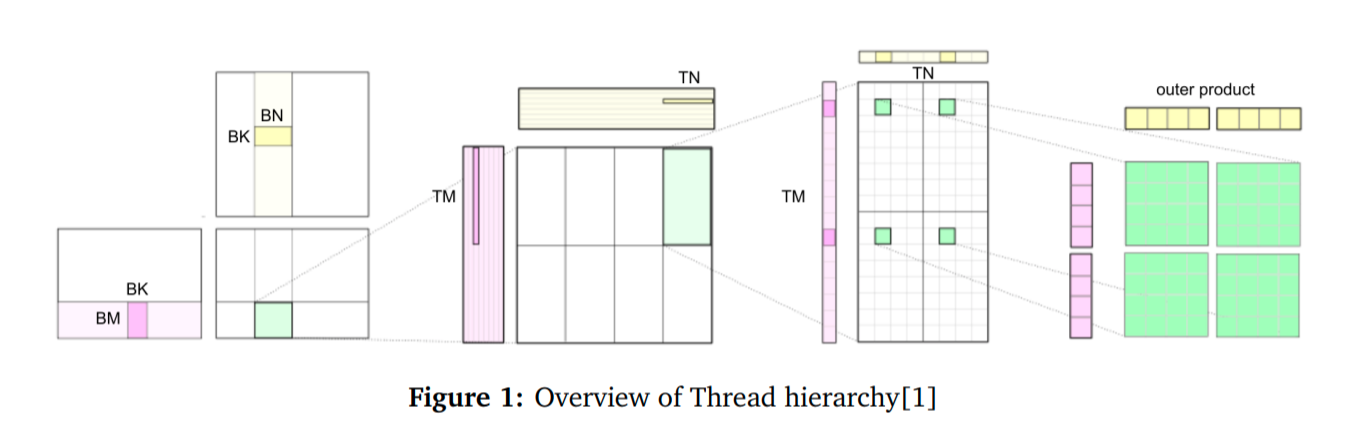 BN
BK
BK
BM
TN
TM
TN
TM
outer product
Figure 1: Overview of Thread hierarchy[1]